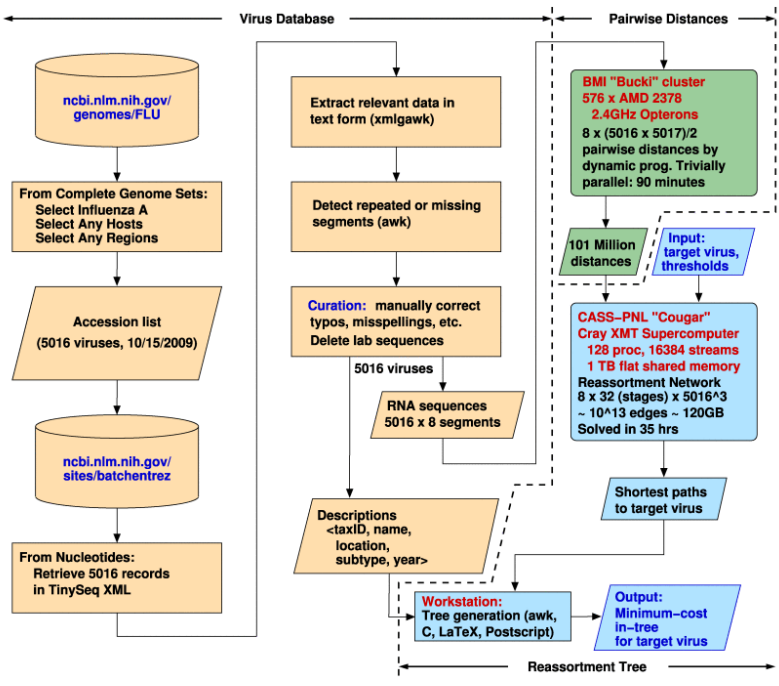 Virus Database
Pairwise Distances
ncbi.nlm.nih.gov/
genomes/FLU
From Complete Genome Sets:
Select Influenza A
Select Any Hosts
Select Any Regions
Accession list
(5016 viruses, 10/15/2009)
ncbi.nlm.nih.gov/
sites/batchentrez
From Nucleotides:
Retrieve 5016 records
in TinySeq XML
Extract relevant data in
text form (xmlgawk)
Detect repeated or missing
segments (awk)
Curation: manually correct
typos, misspellings, etc.
Delete lab sequences
5016 viruses
RNA sequences
5016 x 8 segments
Descriptions
<taxID, name,
location,
subtype, year>
BMI "Bucki" cluster
576 x AMD 2378
2.4GHz Opterons
8 x (5016 x 5017)/2
pairwise distances by
dynamic prog. Trivially
parallel: 90 minutes
101 Million
distances
Input:
target virus,
thresholds
CASS-PNL "Cougar"
Cray XMT Supercomputer
128 proc, 16384 streams
1 TB flat shared memory
Reassortment Network
8 x 32 (stages) x 5016^3
~ 10^13 edges ~ 120GB
Solved in 35 hrs
Shortest paths
to target virus
Workstation:
Tree generation (awk,
C, LaTeX, Postscript)
Output:
Minimum-cost
in-tree
for target virus
Reassortment Tree